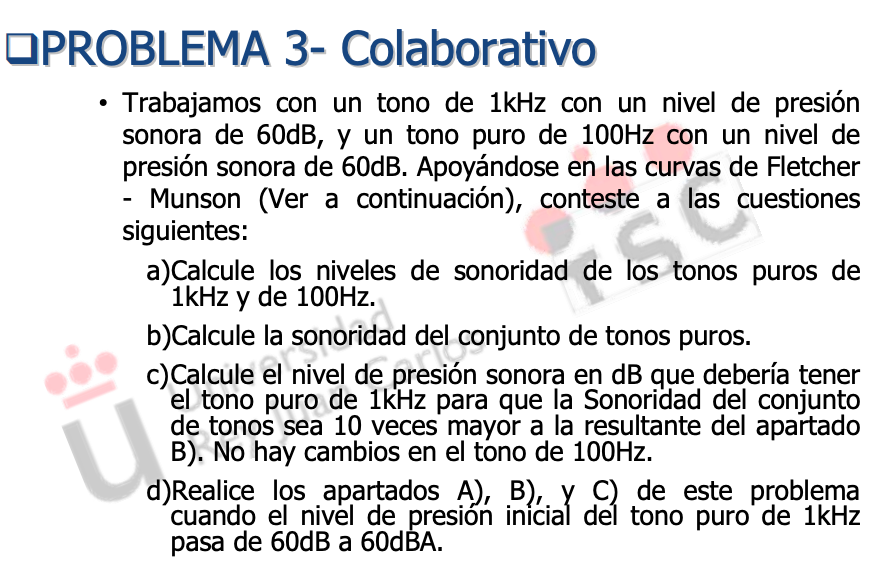 ❑PROBLEMA 3- Colaborativo
• Trabajamos con un tono de 1kHz con un nivel de presión
sonora de 60dB, y un tono puro de 100Hz con un nivel de
presión sonora de 60dB. Apoyándose en las curvas de Fletcher
- Munson (Ver a continuación), conteste a las cuestiones
siguientes:
a)Calcule los niveles de sonoridad de los tonos puros de
1kHz y de 100Hz.
b)Calcule la sonoridad del conjunto de tonos puros.
c)Calcule el nivel de presión sonora en dB que debería tener
el tono puro de 1kHz para que la Sonoridad del conjunto
de tonos sea 10 veces mayor a la resultante del apartado
B). No hay cambios en el tono de 100Hz.
d)Realice los apartados A), B), y C) de este problema
cuando el nivel de presión inicial del tono puro de 1kHz
pasa de 60dB a 60dBA.
rsc
u
Universidad
Rey Juan Carlos